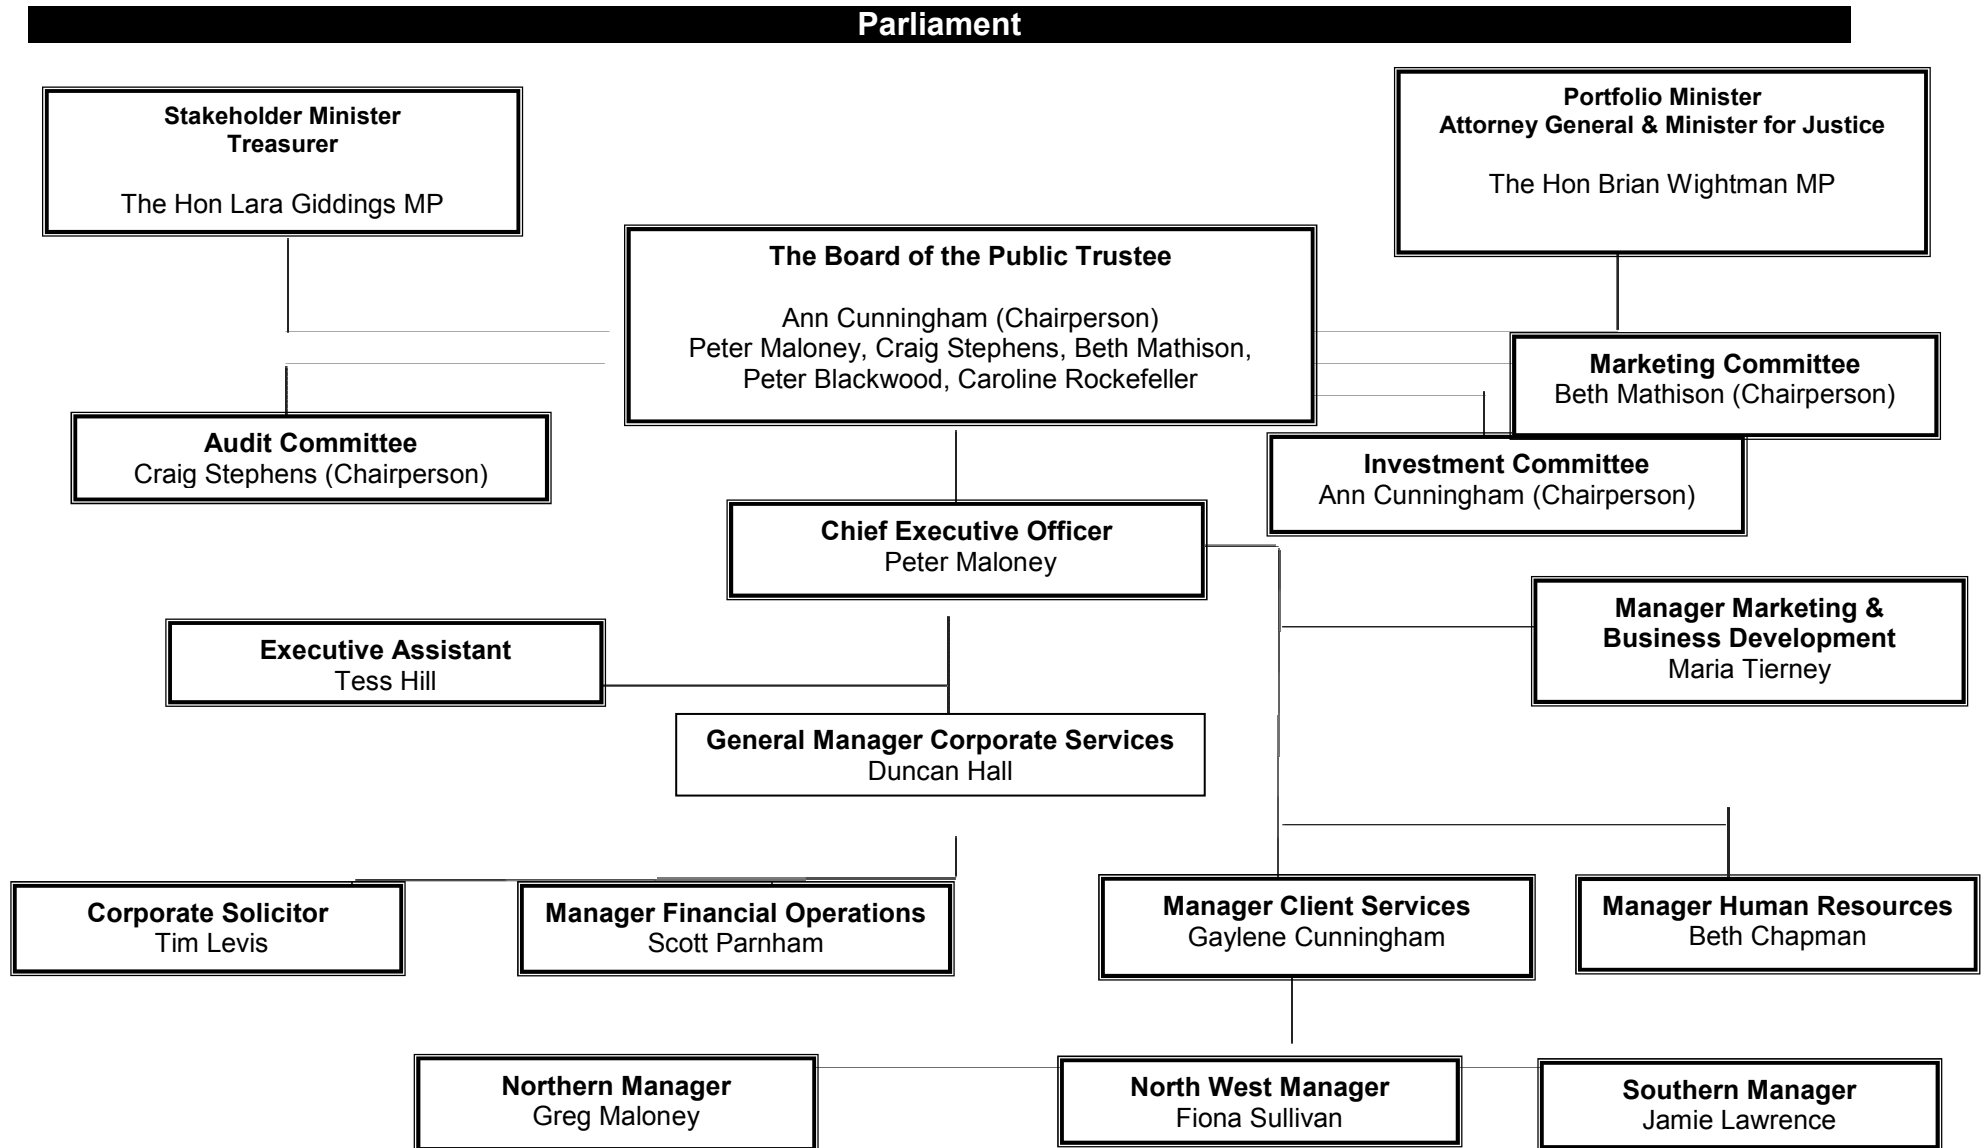 Parliament
Stakeholder Minister
Treasurer
The Hon Lara Giddings MP
Portfolio Minister
Attorney General & Minister for Justice
The Hon Brian Wightman MP
The Board of the Public Trustee
Ann Cunningham (Chairperson)
Peter Maloney, Craig Stephens, Beth Mathison,
Peter Blackwood, Caroline Rockefeller
Marketing Committee
Beth Mathison (Chairperson)
Audit Committee
Craig Stephens (Chairperson)
Investment Committee
Ann Cunningham (Chairperson)
Chief Executive Officer
Peter Maloney
Manager Marketing &
Business Development
Maria Tierney
Executive Assistant
Tess Hill
General Manager Corporate Services
Duncan Hall
Corporate Solicitor
Tim Levis
Manager Financial Operations
Scott Parnham
Manager Client Services
Gaylene Cunningham
Manager Human Resources
Beth Chapman
Northern Manager
Greg Maloney
North West Manager
Fiona Sullivan
Southern Manager
Jamie Lawrence